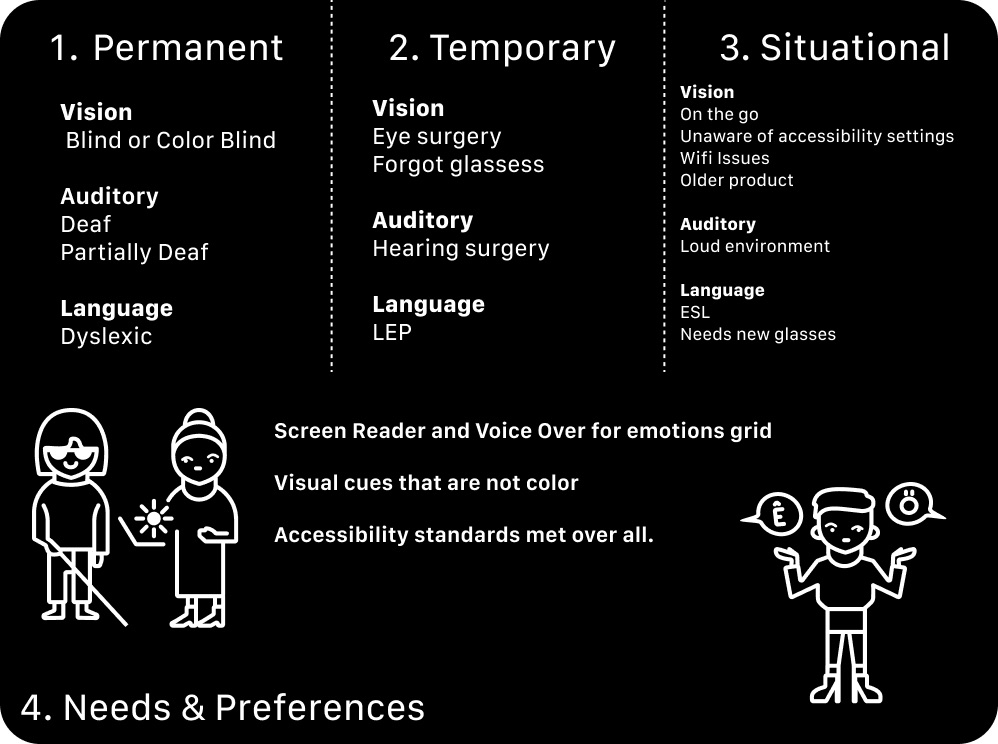 1. Permanent
Vision
Blind or Color Blind
Auditory
Deaf
Partially Deaf
Language
Dyslexic
2. Temporary
Vision
Eye surgery
Forgot glassess
Auditory
Hearing surgery
Language
LEP
3. Situational
Vision
On the go
Unaware of accessibility settings
Wifi Issues
Older product
Auditory
Loud environment
Language
ESL
Needs new glasses
Screen Reader and Voice Over for emotions grid
Visual cues that are not color
Accessibility standards met over all.
Ê
Ö
4. Needs & Preferences